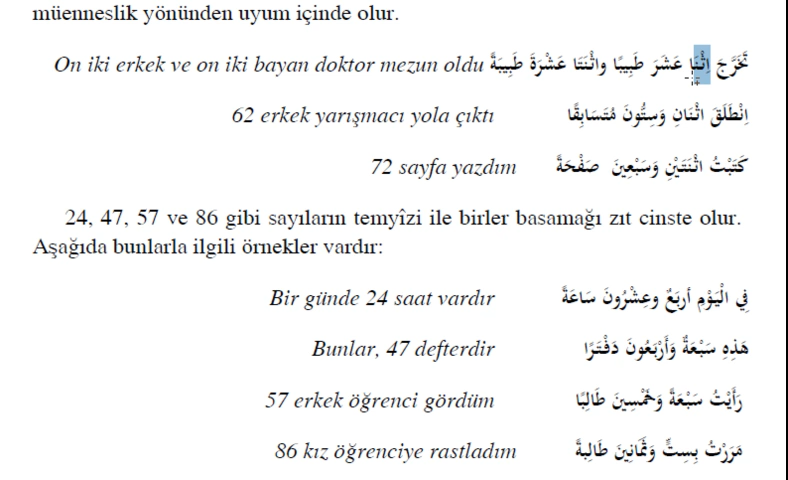 müenneslik yönünden uyum içinde olur.
On iki erkek ve on iki bayan doktor mezun oldu تَخَرَّجَ اِثْنَا عَشَرَ طَبِيبًا واثْنَتَا عَشْرَةَ طَبِيبَةً
62 erkek yarışmacı yola çıktı اِنْطَلَقَ اثْنَانِ وَسِتُّونَ مُتَسَابِقًا
72 sayfa yazdım كَتَبْتُ اثْنَتَيْنِ وَسَبْعِينَ صَفْحَةً
24, 47, 57 ve 86 gibi sayıların temyîzi ile birler basamağı zıt cinste olur.
Aşağıda bunlarla ilgili örnekler vardır:
Bir günde 24 saat vardır فِي الْيَوْمِ أربَعٌ وعِشْرُونَ سَاعَةً
Bunlar, 47 defterdir هَذِهِ سَبْعَةٌ وَأَرْبَعُونَ دَفْتَرًا
57 erkek öğrenci gördüm رَأَيْتُ سَبْعَةً وَخَمْسِينَ طَالِبًا
86 kız öğrenciye rastladım مَرَرْتُ بِسِتٍّ وَثَمَانِينَ طَالِبةً